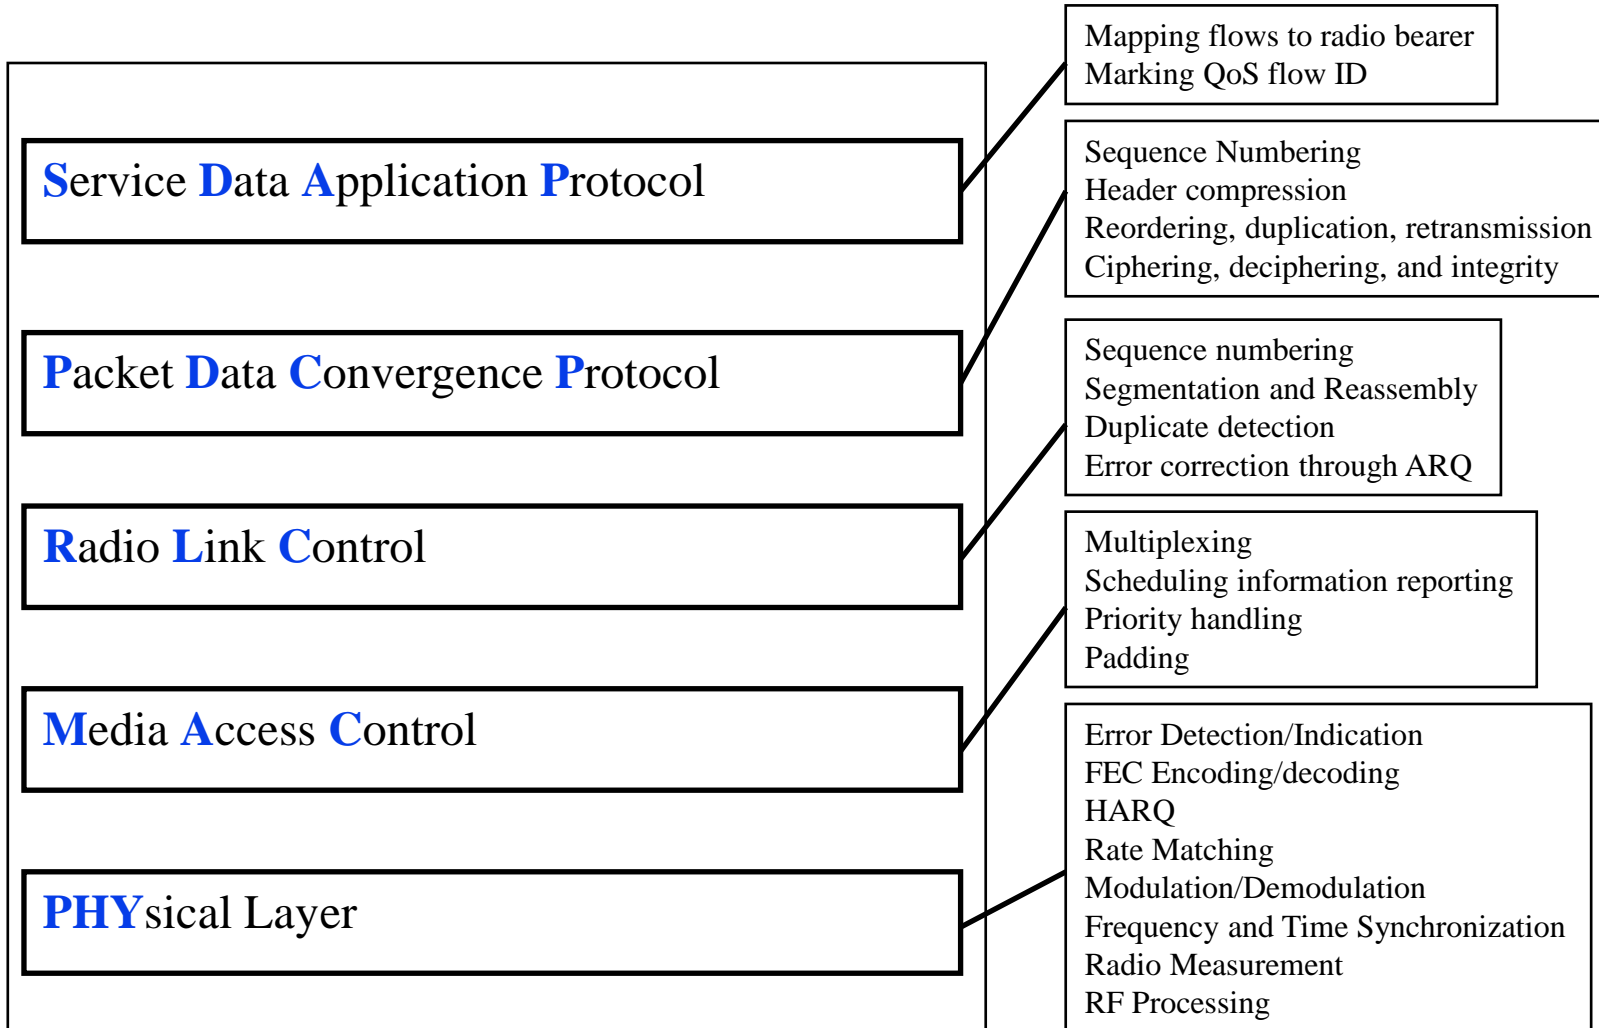 Mapping flows to radio bearer
Marking QoS flow ID
Service Data Application Protocol
Sequence Numbering
Header compression
Reordering, duplication, retransmission
Ciphering, deciphering, and integrity
Packet Data Convergence Protocol
Sequence numbering
Segmentation and Reassembly
Duplicate detection
Error correction through ARQ
Radio Link Control
Multiplexing
Scheduling information reporting
Priority handling
Padding
Media Access Control
Error Detection/Indication
FEC Encoding/decoding
HARQ
Rate Matching
Modulation/Demodulation
Frequency and Time Synchronization
Radio Measurement
RF Processing
PHYsical Layer